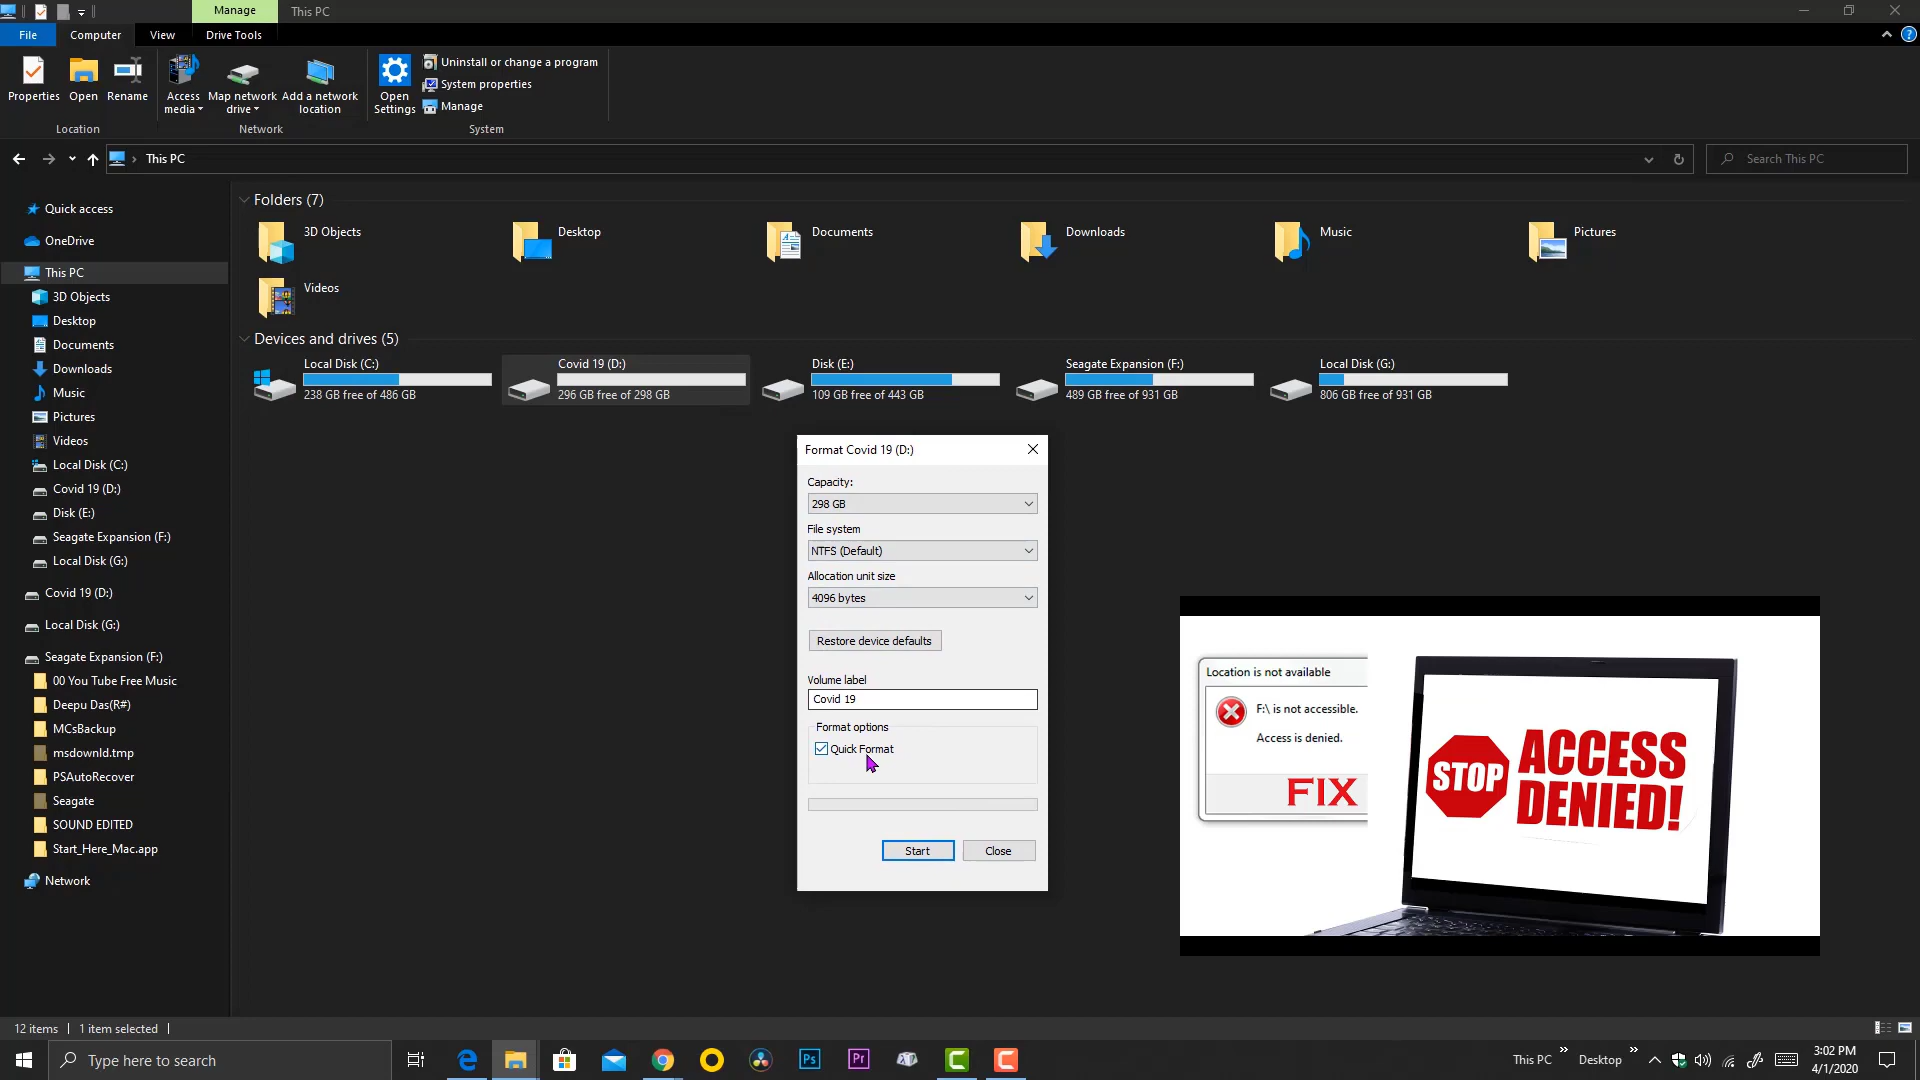 Manage
This PC
File
Computer
View
Drive Tools
Properties
Open
Rename
Access media
Map network drive
Add a network location
Open Settings
Uninstall or change a program
System properties
Manage
Location
Network
System
This PC
Search This PC
Quick access
OneDrive
This PC
3D Objects
Desktop
Documents
Downloads
Music
Pictures
Videos
Local Disk (C:)
Covid 19 (D:)
Disk (E:)
Seagate Expansion (F:)
Local Disk (G:)
Covid 19 (D:)
Local Disk (G:)
Seagate Expansion (F:)
00 You Tube Free Music
Deepu Das(R#)
MCsBackup
msdownld.tmp
PSAutoRecover
Seagate
SOUND EDITED
Start_Here_Mac.app
Network
Folders (7)
3D Objects
Desktop
Documents
Downloads
Music
Pictures
Videos
Devices and drives (5)
Local Disk (C:)
238 GB free of 486 GB
Covid 19 (D:)
296 GB free of 298 GB
Disk (E:)
109 GB free of 443 GB
Seagate Expansion (F:)
489 GB free of 931 GB
Local Disk (G:)
806 GB free of 931 GB
Format Covid 19 (D:)
Capacity:
298 GB
File system
NTFS (Default)
Allocation unit size
4096 bytes
Restore device defaults
Volume label
Covid 19
Format options
Quick Format
Start
Close
Location is not available
F:\ is not accessible.
Access is denied.
FIX
STOP
ACCESS
DENIED!
12 items
1 item selected
Type here to search
Ps
Pr
This PC
Desktop
3:02 PM
4/1/2020